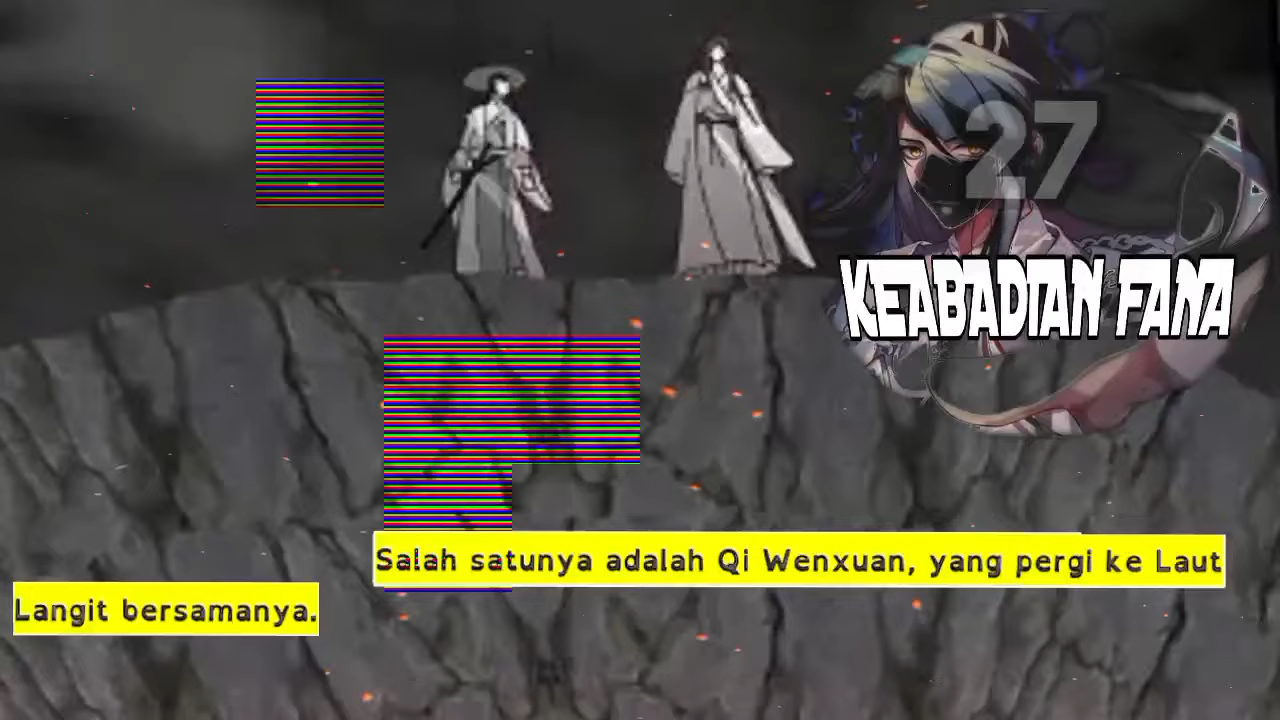 27
KEABADIAN FANA
Salah satunya adalah Qi Wenxuan, yang pergi ke Laut
Langit bersamanya.